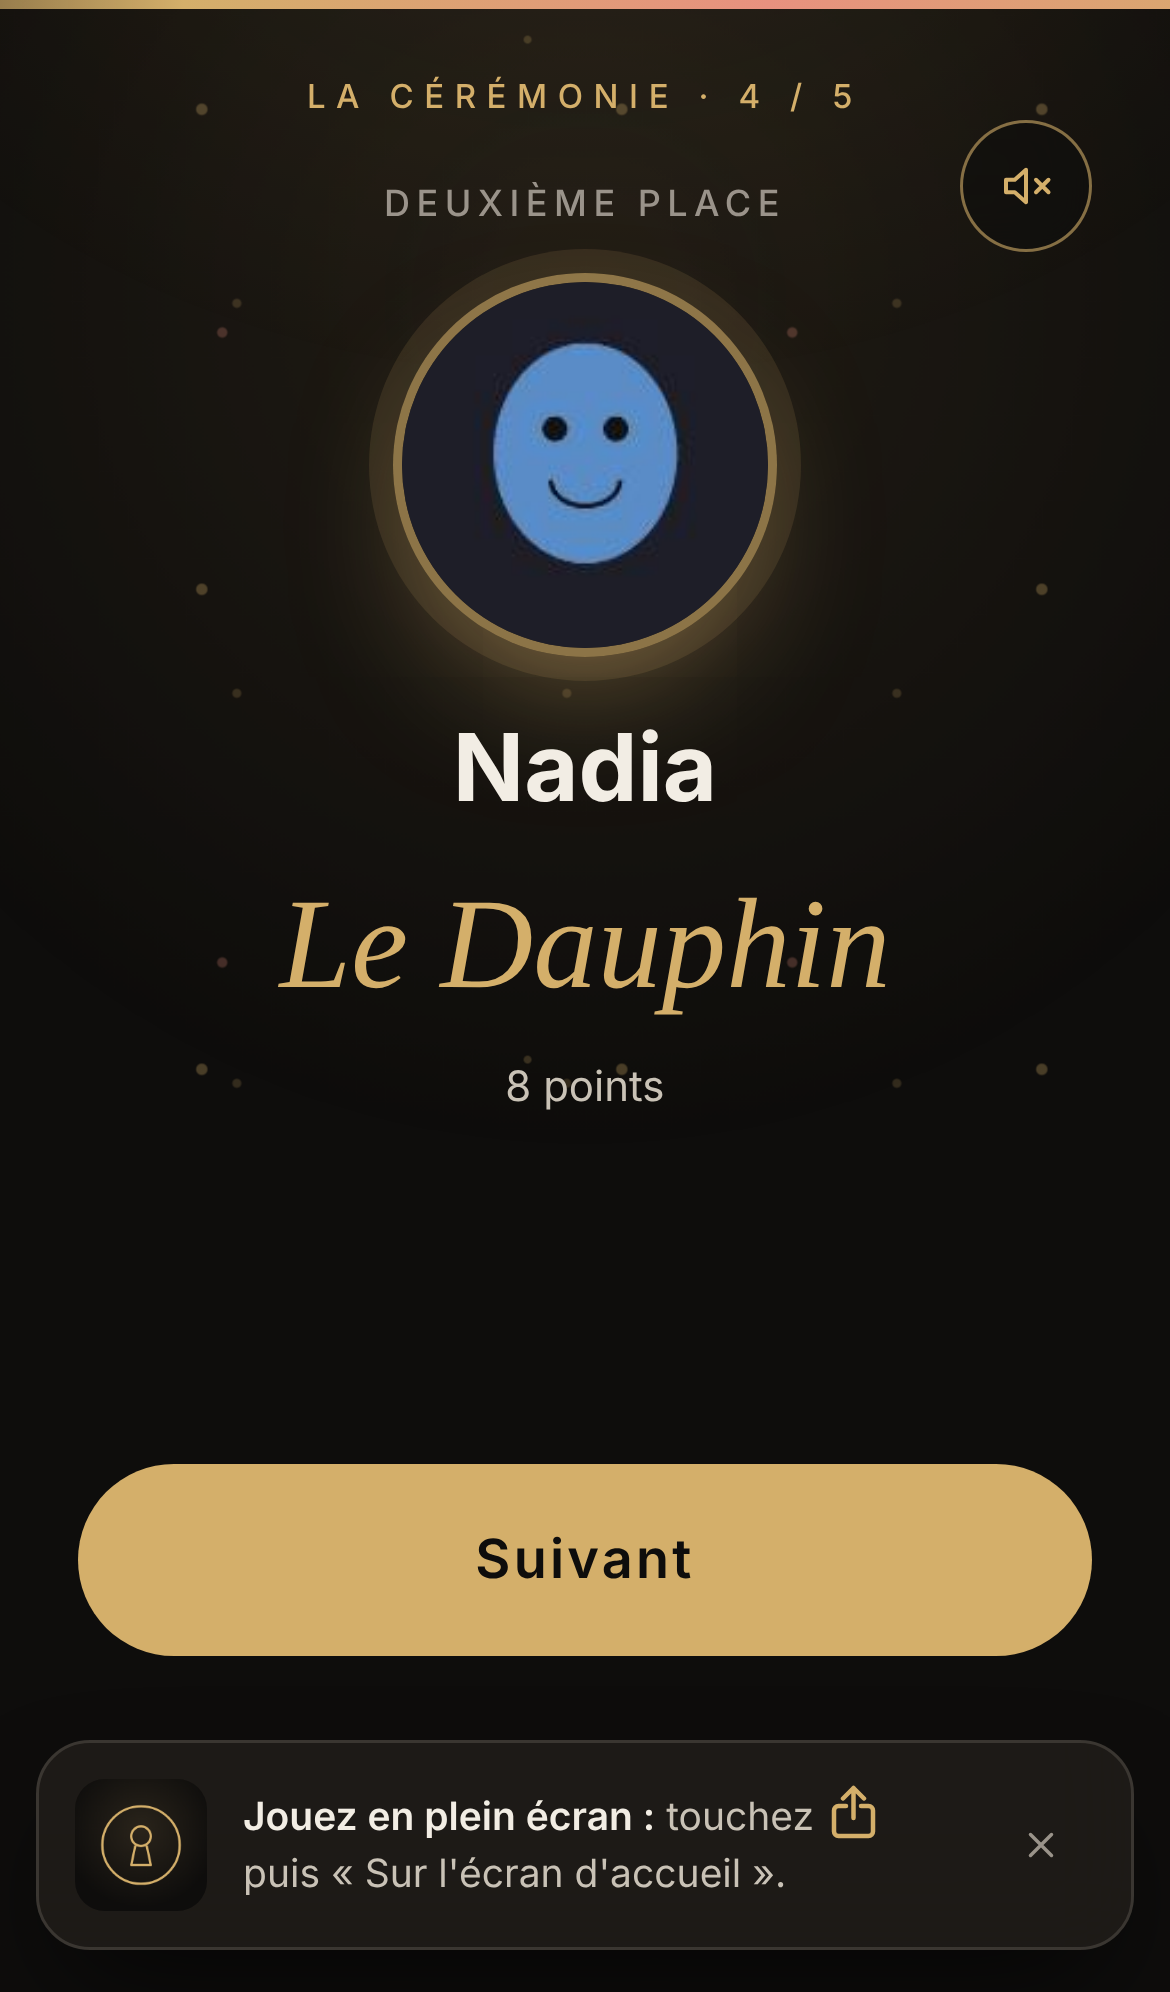 LA CÉRÉMONIE · 4 / 5
DEUXIÈME PLACE
Nadia
Le Dauphin
8 points
Suivant
Jouez en plein écran : touchez
puis « Sur l'écran d'accueil ».